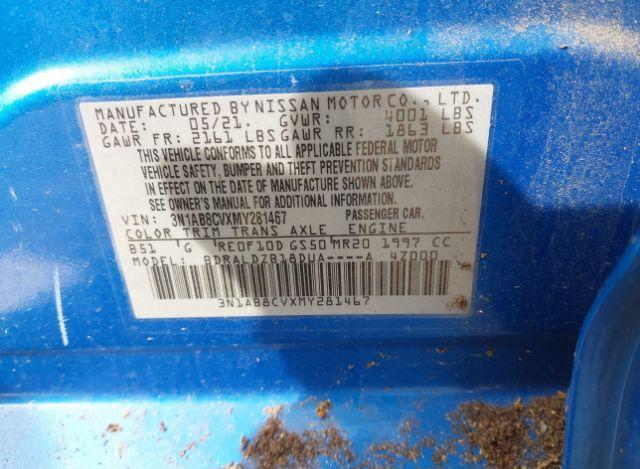 MANUFACTURED BY NISSAN MOTOR CO., LTD.
DATE: 05/21. GVWR: 4001 LBS
GAWR FR: 2161 LBS GAWR RR: 1863 LBS
THIS VEHICLE CONFORMS TO ALL APPLICABLE FEDERAL MOTOR
VEHICLE SAFETY, BUMPER AND THEFT PREVENTION STANDARDS
IN EFFECT ON THE DATE OF MANUFACTURE SHOWN ABOVE.
SEE OWNER'S MANUAL FOR ADDITIONAL INFORMATION.
VIN: 3N1AB8CVXMY281467 PASSENGER CAR.
COLOR TRIM TRANS AXLE ENGINE
B51 G RE0F10D GS50 MR20 1997 CC
MODEL: BDRALDZB18DUA----A 4Z000
3N1AB8CVXMY281467